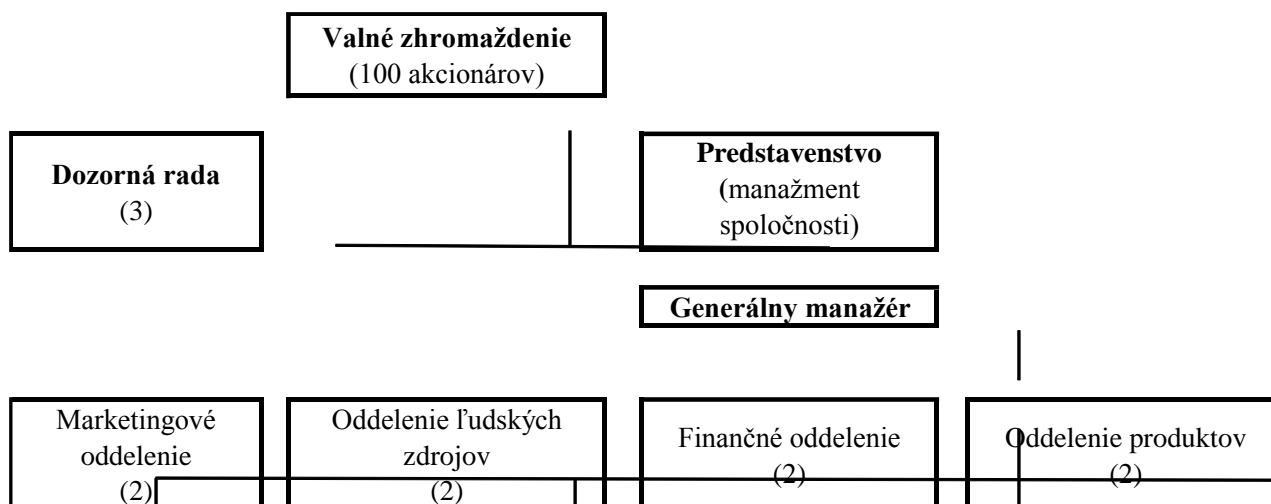 Valné zhromaždenie
(100 akcionárov)
Dozorná rada
(3)
Predstavenstvo
(manažment
spoločnosti)
Generálny manažér
Marketingové
oddelenie
(2)
Oddelenie ľudských
zdrojov
(2)
Finančné oddelenie
(2)
Oddelenie produktov
(2)